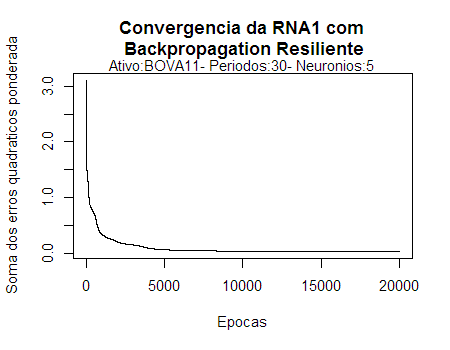 Convergencia da RNA1 com
Backpropagation Resiliente
Ativo:BOVA11- Periodos:30- Neuronios:5
Soma dos erros quadraticos ponderada
3.0
2.0
1.0
0.0
0 5000 10000 15000 20000
Epocas